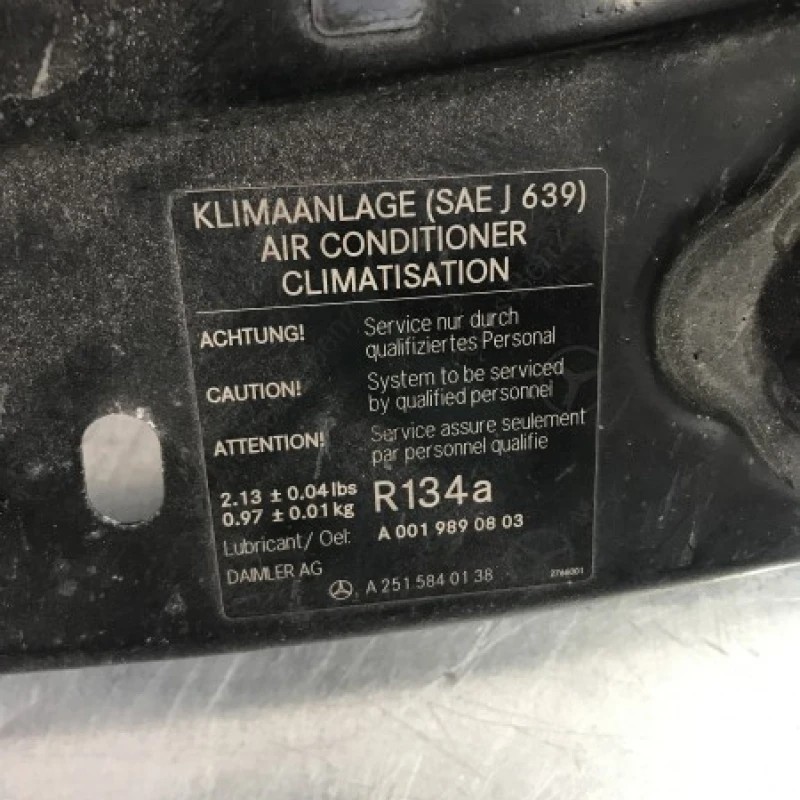 KLIMAANLAGE (SAE J 639)
AIR CONDITIONER
CLIMATISATION
ACHTUNG! Service nur durch
qualifiziertes Personal
CAUTION! System to be serviced
by qualified personnel
ATTENTION! Service assure seulement
par personnel qualifie
2.13 ± 0.04 lbs R134a
0.97 ± 0.01 kg
Lubricant/ Oel: A 001 989 08 03
DAIMLER AG A 251 584 01 38